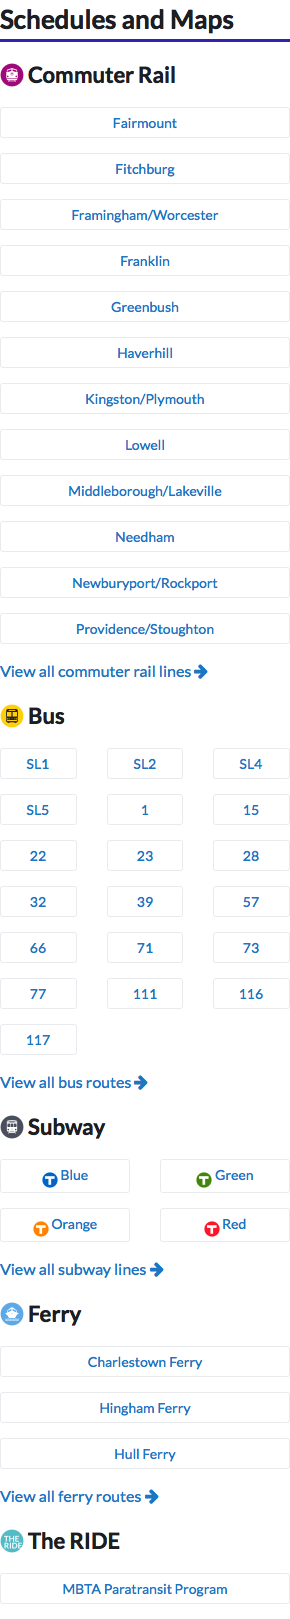 Schedules and Maps
Commuter Rail
Fairmount
Fitchburg
Framingham/Worcester
Franklin
Greenbush
Haverhill
Kingston/Plymouth
Lowell
Middleborough/Lakeville
Needham
Newburyport/Rockport
Providence/Stoughton
View all commuter rail lines
Bus
SL1 SL2 SL4
SL5 1 15
22 23 28
32 39 57
66 71 73
77 111 116
117
View all bus routes
Subway
T Blue T Green
T Orange T Red
View all subway lines
Ferry
Charlestown Ferry
Hingham Ferry
Hull Ferry
View all ferry routes
THE RIDE The RIDE
MBTA Paratransit Program